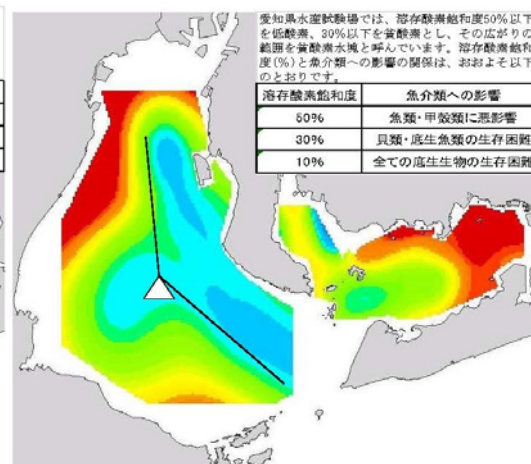 愛知県水産試験場では、溶存酸素飽和度50%以下
を低酸素、30%以下を貧酸素とし、その広がりの
範囲を貧酸素水塊と呼んでいます。溶存酸素飽和
度(%)と魚介類への影響の関係は、おおよそ以下
のとおりです。
溶存酸素飽和度 魚介類への影響
50% 魚類・甲殻類に悪影響
30% 貝類・底生魚類の生存困難
10% 全ての底生生物の生存困難